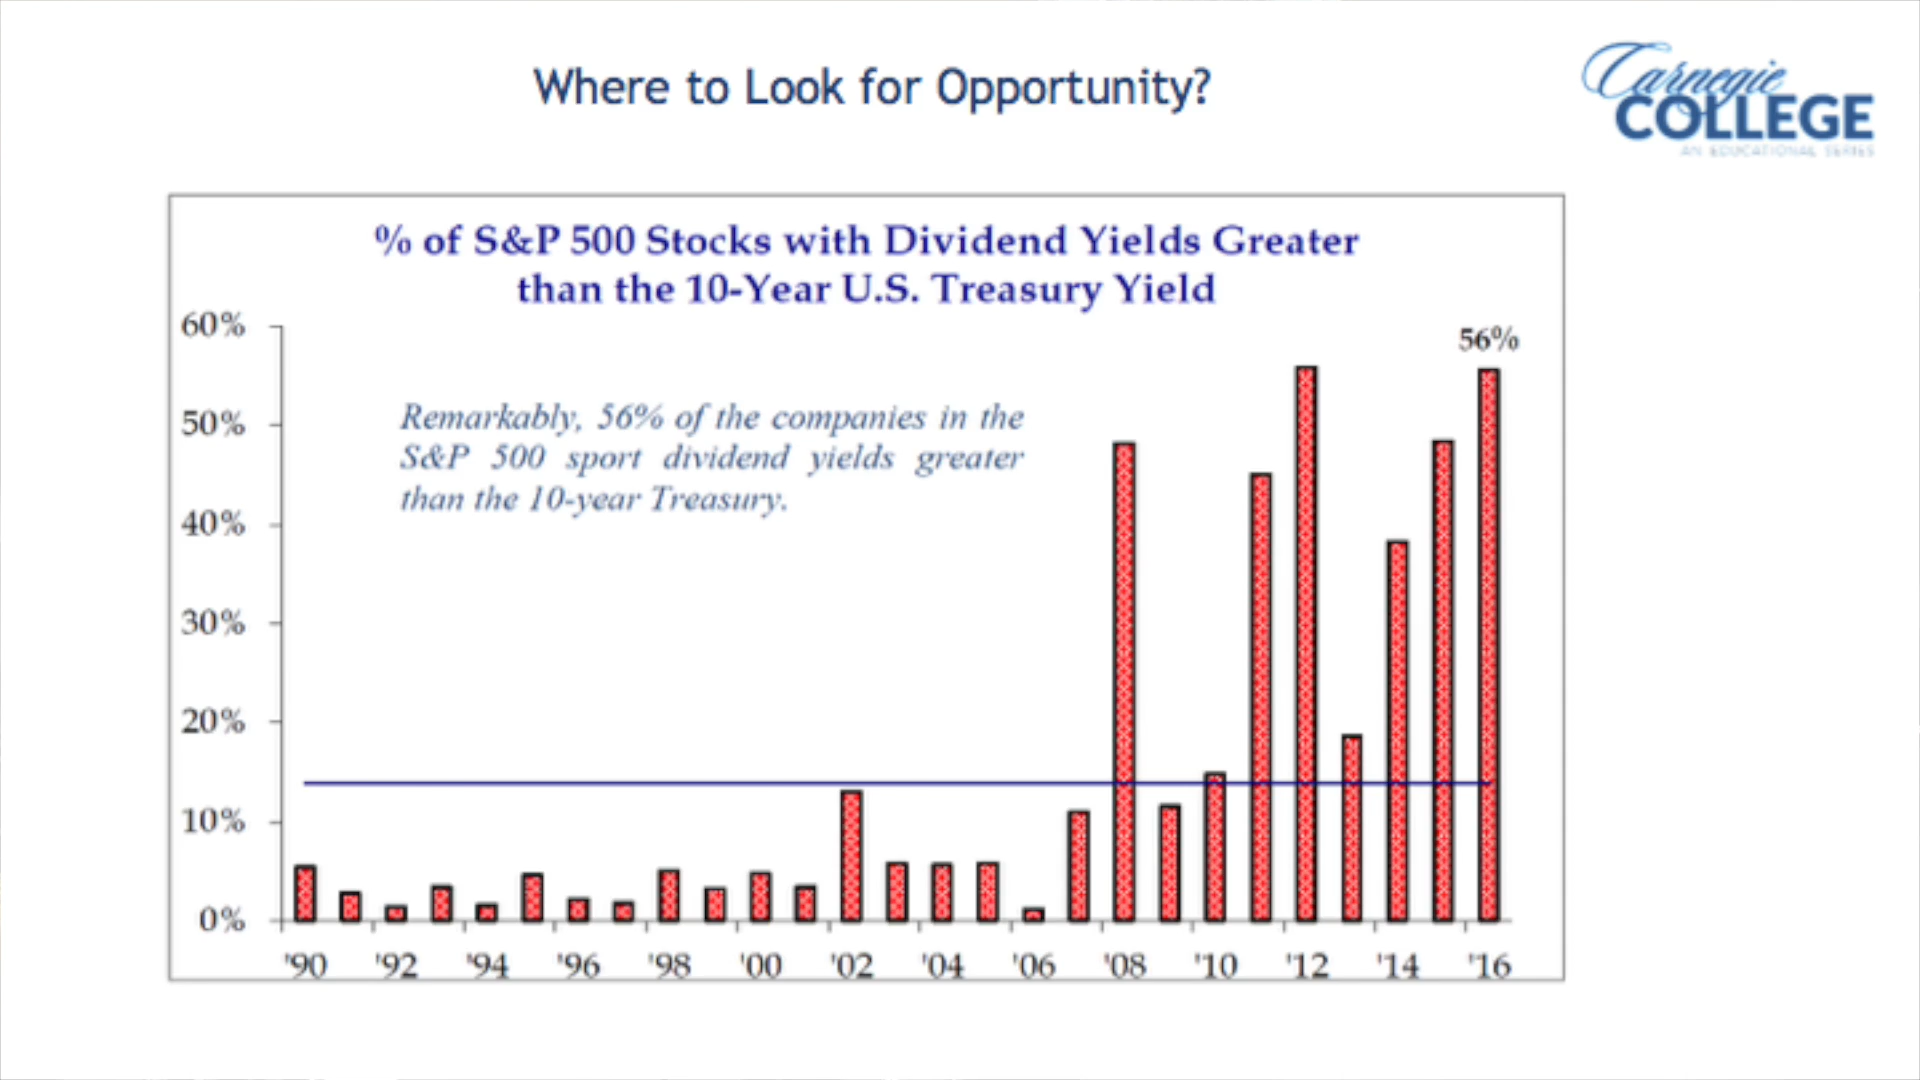 Where to Look for Opportunity?
Carnegie
COLLEGE
AN EDUCATIONAL SERIES
% of S&P 500 Stocks with Dividend Yields Greater
than the 10-Year U.S. Treasury Yield
60%
56%
Remarkably, 56% of the companies in the
S&P 500 sport dividend yields greater
than the 10-year Treasury.
50%
40%
30%
20%
10%
0%
'90 '92 '94 '96 '98 '00 '02 '04 '06 '08 '10 '12 '14 '16